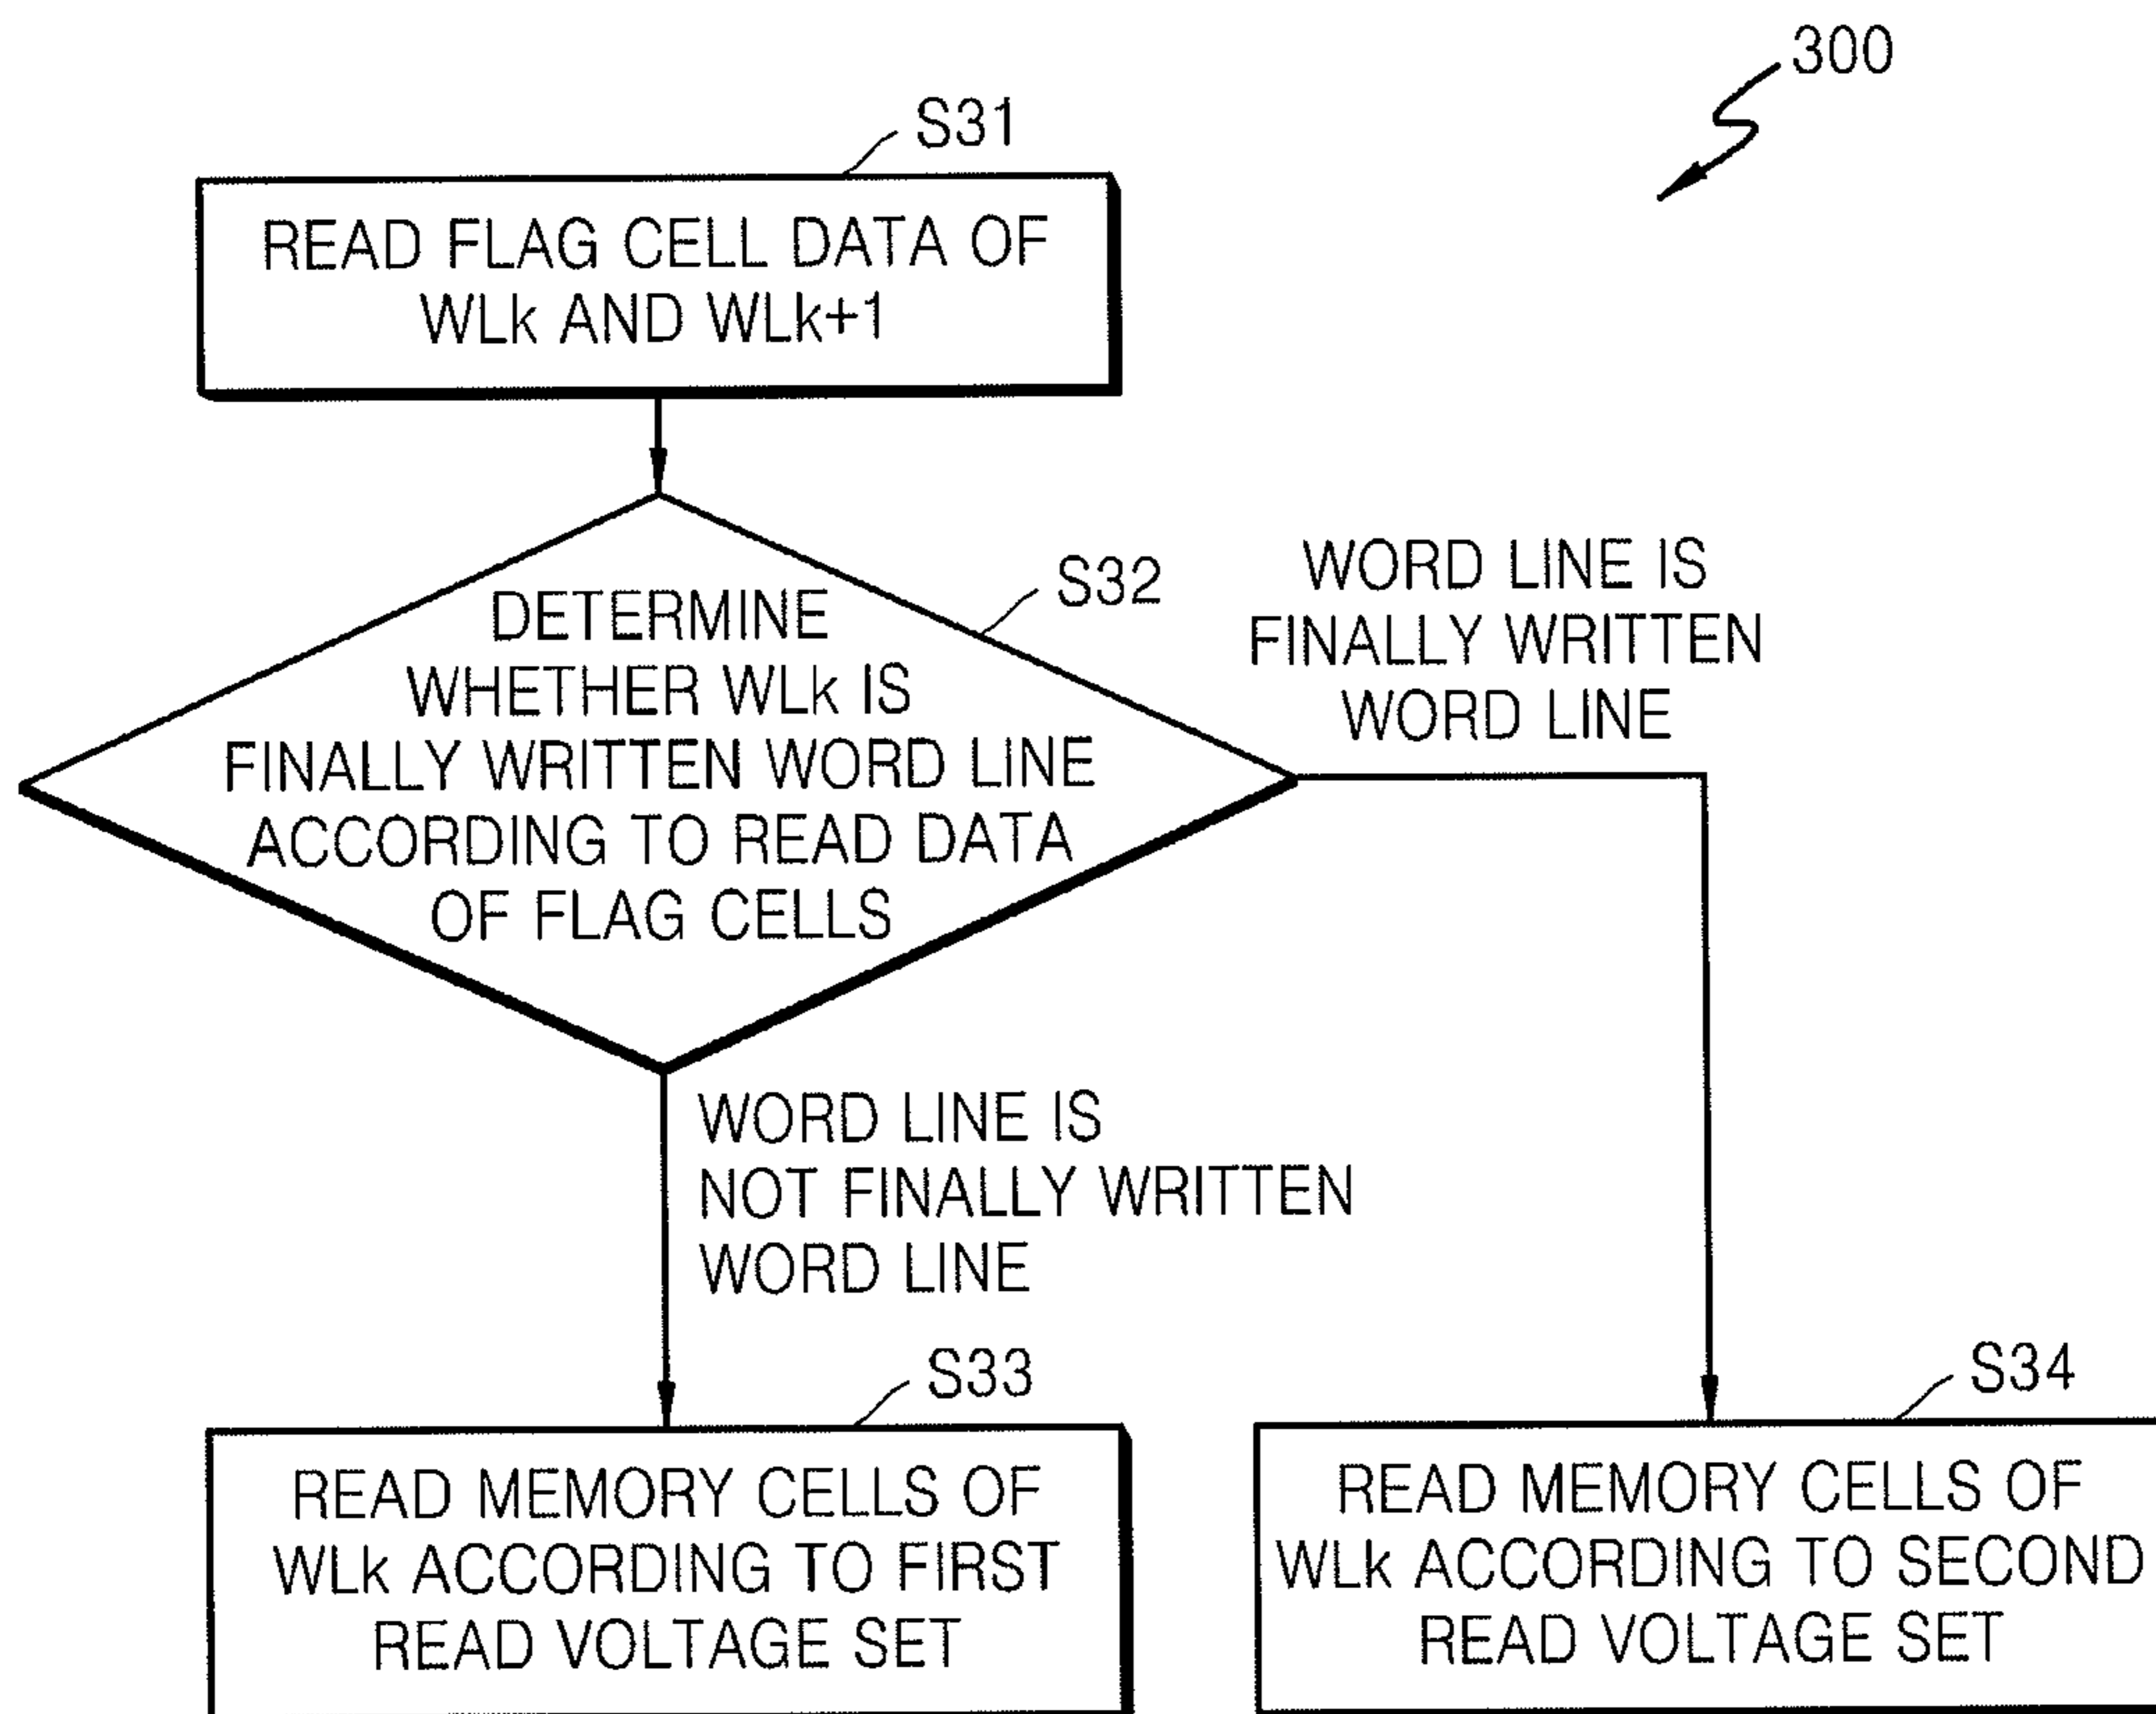 300
S31
READ FLAG CELL DATA OF
WLk AND WLk+1
S32
DETERMINE
WHETHER WLk IS
FINALLY WRITTEN WORD LINE
ACCORDING TO READ DATA
OF FLAG CELLS
WORD LINE IS
FINALLY WRITTEN
WORD LINE
WORD LINE IS
NOT FINALLY WRITTEN
WORD LINE
S33
READ MEMORY CELLS OF
WLk ACCORDING TO FIRST
READ VOLTAGE SET
S34
READ MEMORY CELLS OF
WLk ACCORDING TO SECOND
READ VOLTAGE SET